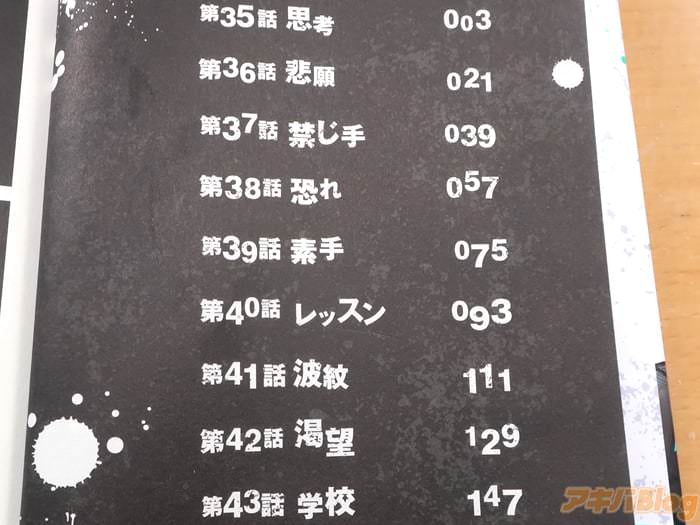 第35話 思考 003
第36話 悲願 021
第37話 禁じ手 039
第38話 恐れ 057
第39話 素手 075
第40話 レッスン 093
第41話 波紋 111
第42話 渇望 129
第43話 学校 147
アキバBlog